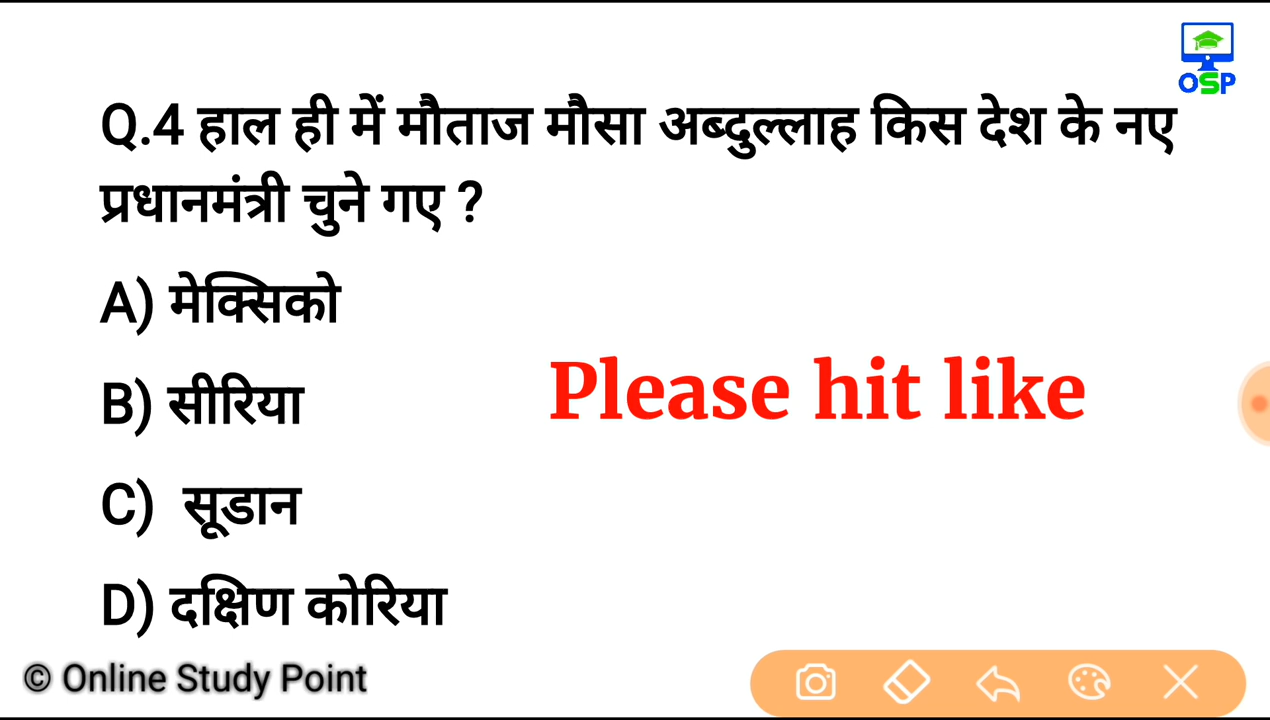 OSP
Q.4 हाल ही में मौताज मौसा अब्दुल्लाह किस देश के नए
प्रधानमंत्री चुने गए ?
A) मेक्सिको
B) सीरिया
Please hit like
C) सूडान
D) दक्षिण कोरिया
© Online Study Point